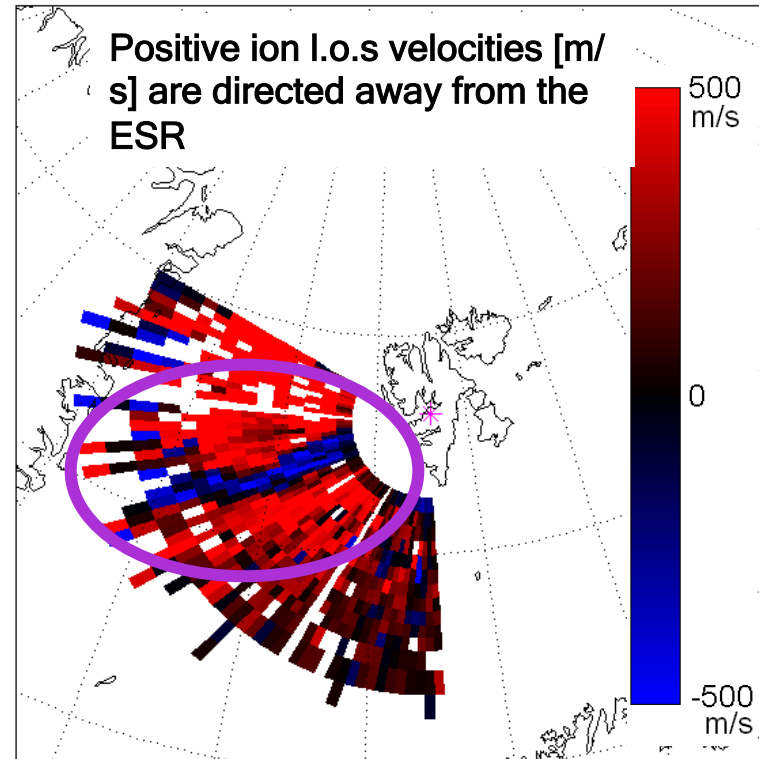 Positive ion l.o.s velocities [m/
s] are directed away from the
ESR
500
m/s
0
-500
m/s